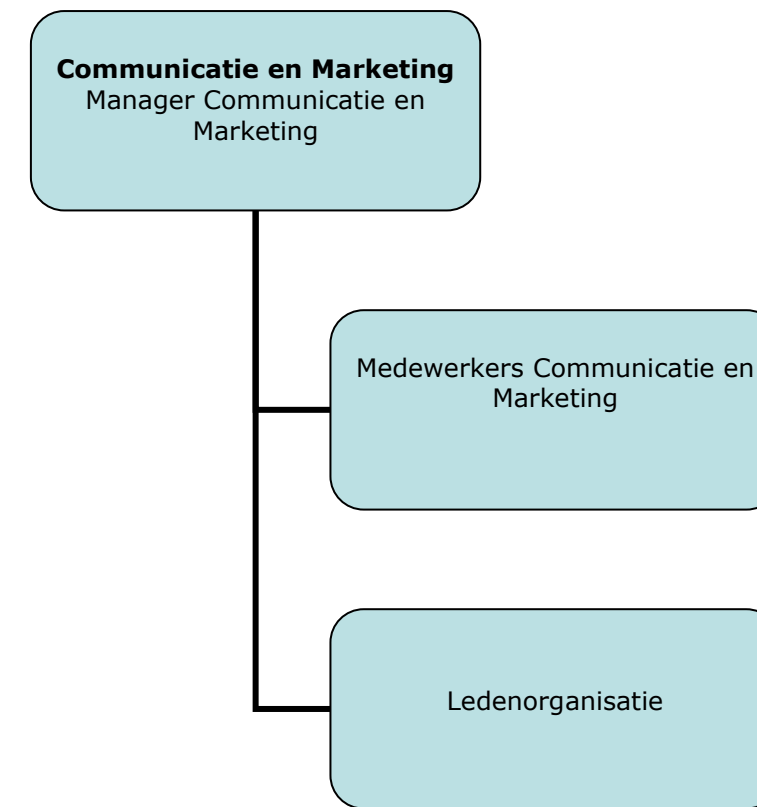 Communicatie en Marketing
Manager Communicatie en
Marketing
Medewerkers Communicatie en
Marketing
Ledenorganisatie